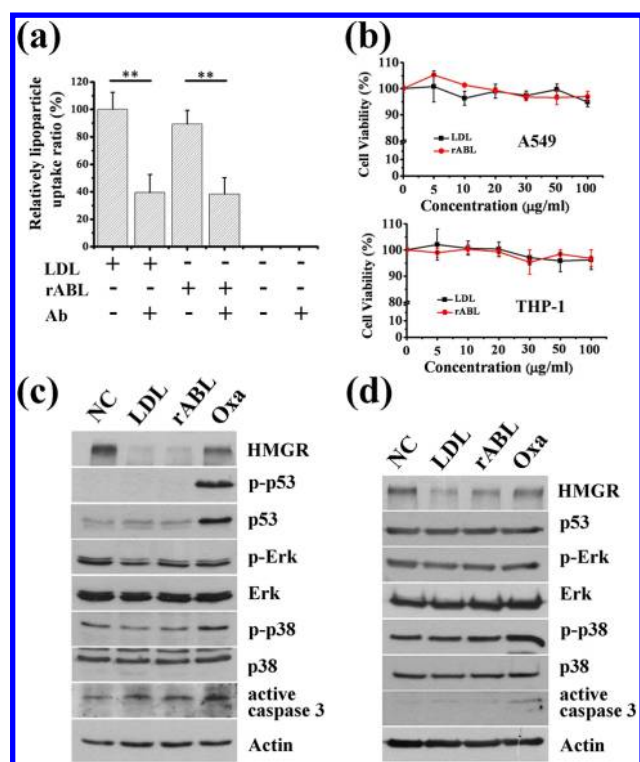 (a)
**
**
Relatively lipoparticle
uptake ratio (%)
120
100
80
60
40
20
0
LDL + + - - - -
rABL - - + + - -
Ab - + - + - +
(b)
Cell Viability (%)
110
100
90
80
10
0
LDL
rABL
A549
0 5 10 20 30 50 100
Concentration (μg/ml)
Cell Viability (%)
110
100
90
80
10
0
LDL
rABL
THP-1
0 5 10 20 30 50 100
Concentration (μg/ml)
(c)
NC LDL rABL Oxa
HMGR
p-p53
p53
p-Erk
Erk
p-p38
p38
active
caspase 3
Actin
(d)
NC LDL rABL Oxa
HMGR
p53
p-Erk
Erk
p-p38
p38
active
caspase 3
Actin